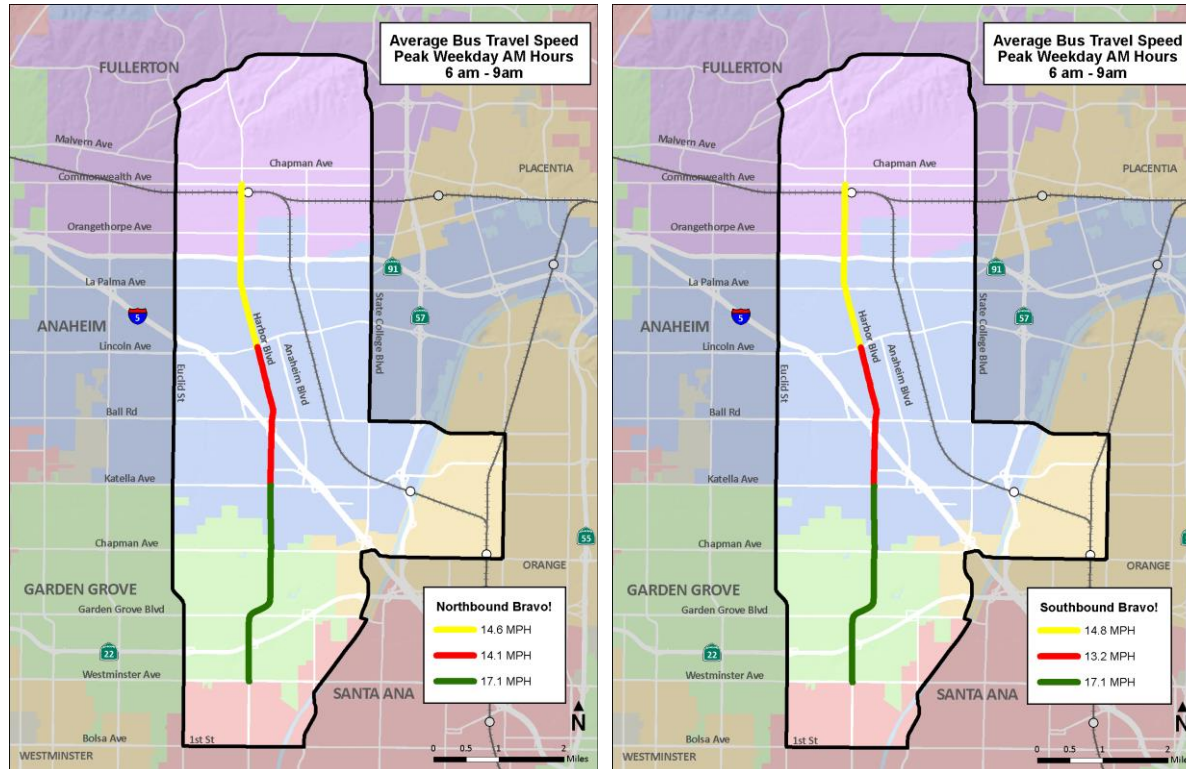 Average Bus Travel Speed
Peak Weekday AM Hours
6 am - 9am
FULLERTON
Malvern Ave
Chapman Ave
Commonwealth Ave
PLACENTIA
Orangethorpe Ave
91
La Palma Ave
5
57
ANAHEIM
Harbor Blvd
State College Blvd
Lincoln Ave
Anaheim Blvd
Euclid St
Ball Rd
Katella Ave
Chapman Ave
55
ORANGE
GARDEN GROVE
Garden Grove Blvd
22
Westminster Ave
SANTA ANA
Bolsa Ave
1st St
WESTMINSTER
Northbound Bravo!
14.6 MPH
14.1 MPH
17.1 MPH
N
0 0.5 1 2
Miles
Average Bus Travel Speed
Peak Weekday AM Hours
6 am - 9am
FULLERTON
Malvern Ave
Chapman Ave
Commonwealth Ave
PLACENTIA
Orangethorpe Ave
91
La Palma Ave
5
57
ANAHEIM
Harbor Blvd
State College Blvd
Lincoln Ave
Anaheim Blvd
Euclid St
Ball Rd
Katella Ave
Chapman Ave
ORANGE
GARDEN GROVE
Garden Grove Blvd
22
Westminster Ave
SANTA ANA
Bolsa Ave
1st St
WESTMINSTER
Southbound Bravo!
14.8 MPH
13.2 MPH
17.1 MPH
N
0 0.5 1 2
Miles